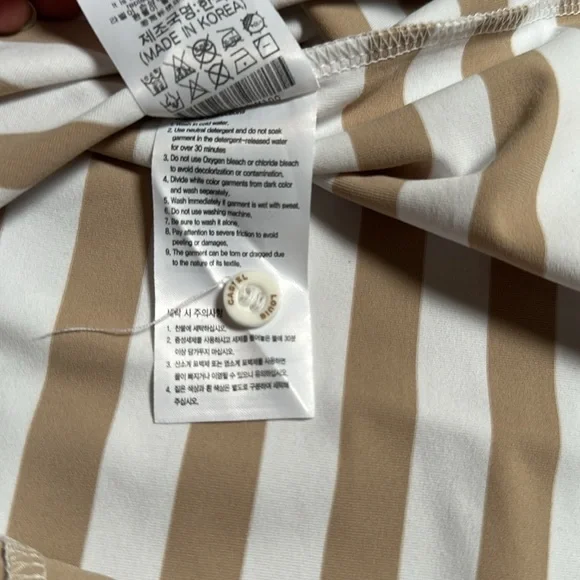 제조국명:한
(MADE IN KOREA)
1. Wash in cold water.
2. Use neutral detergent and do not soak
garment in the detergent-released water
for over 30 minutes
3. Do not use Oxygen bleach or chloride bleach
to avoid decolorization or contamination.
4. Divide white color garments from dark color
and wash separately.
5. Wash immediately if garment is wet with sweat.
6. Do not use washing machine.
7. Be sure to wash it alone.
8. Pay attention to severe friction to avoid
peeling or damages.
9. The garment can be torn or dragged due
to the nature of its textile.
CASTEL
LOUIS
세탁 시 주의사항
1. 찬물에 세탁하십시오.
2. 중성세제를 사용하시고 세제를 풀어놓은 물에 30분
이상 담가두지 마십시오.
3. 산소계 표백제 또는 염소계 표백제를 사용하시면
물이 빠지거나 이염될 수 있으니 유의하십시오.
4. 짙은 색상과 흰 색상은 별도로 구분하여 세탁해
주십시오.